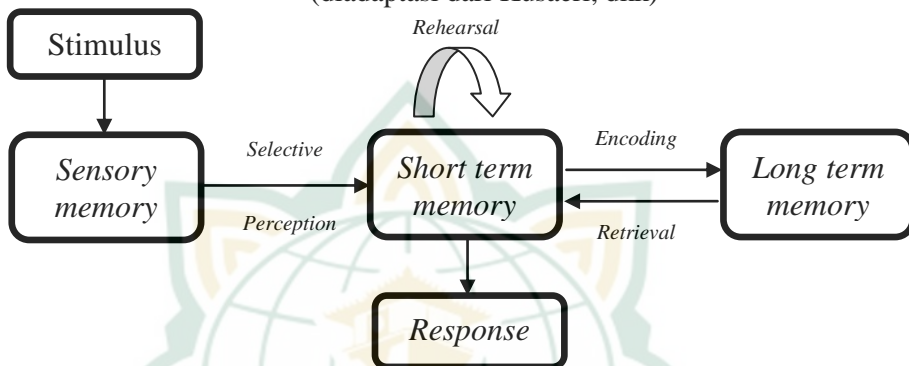 Rehearsal
Stimulus
Sensory
memory
Selective
Perception
Short term
memory
Encoding
Retrieval
Long term
memory
Response